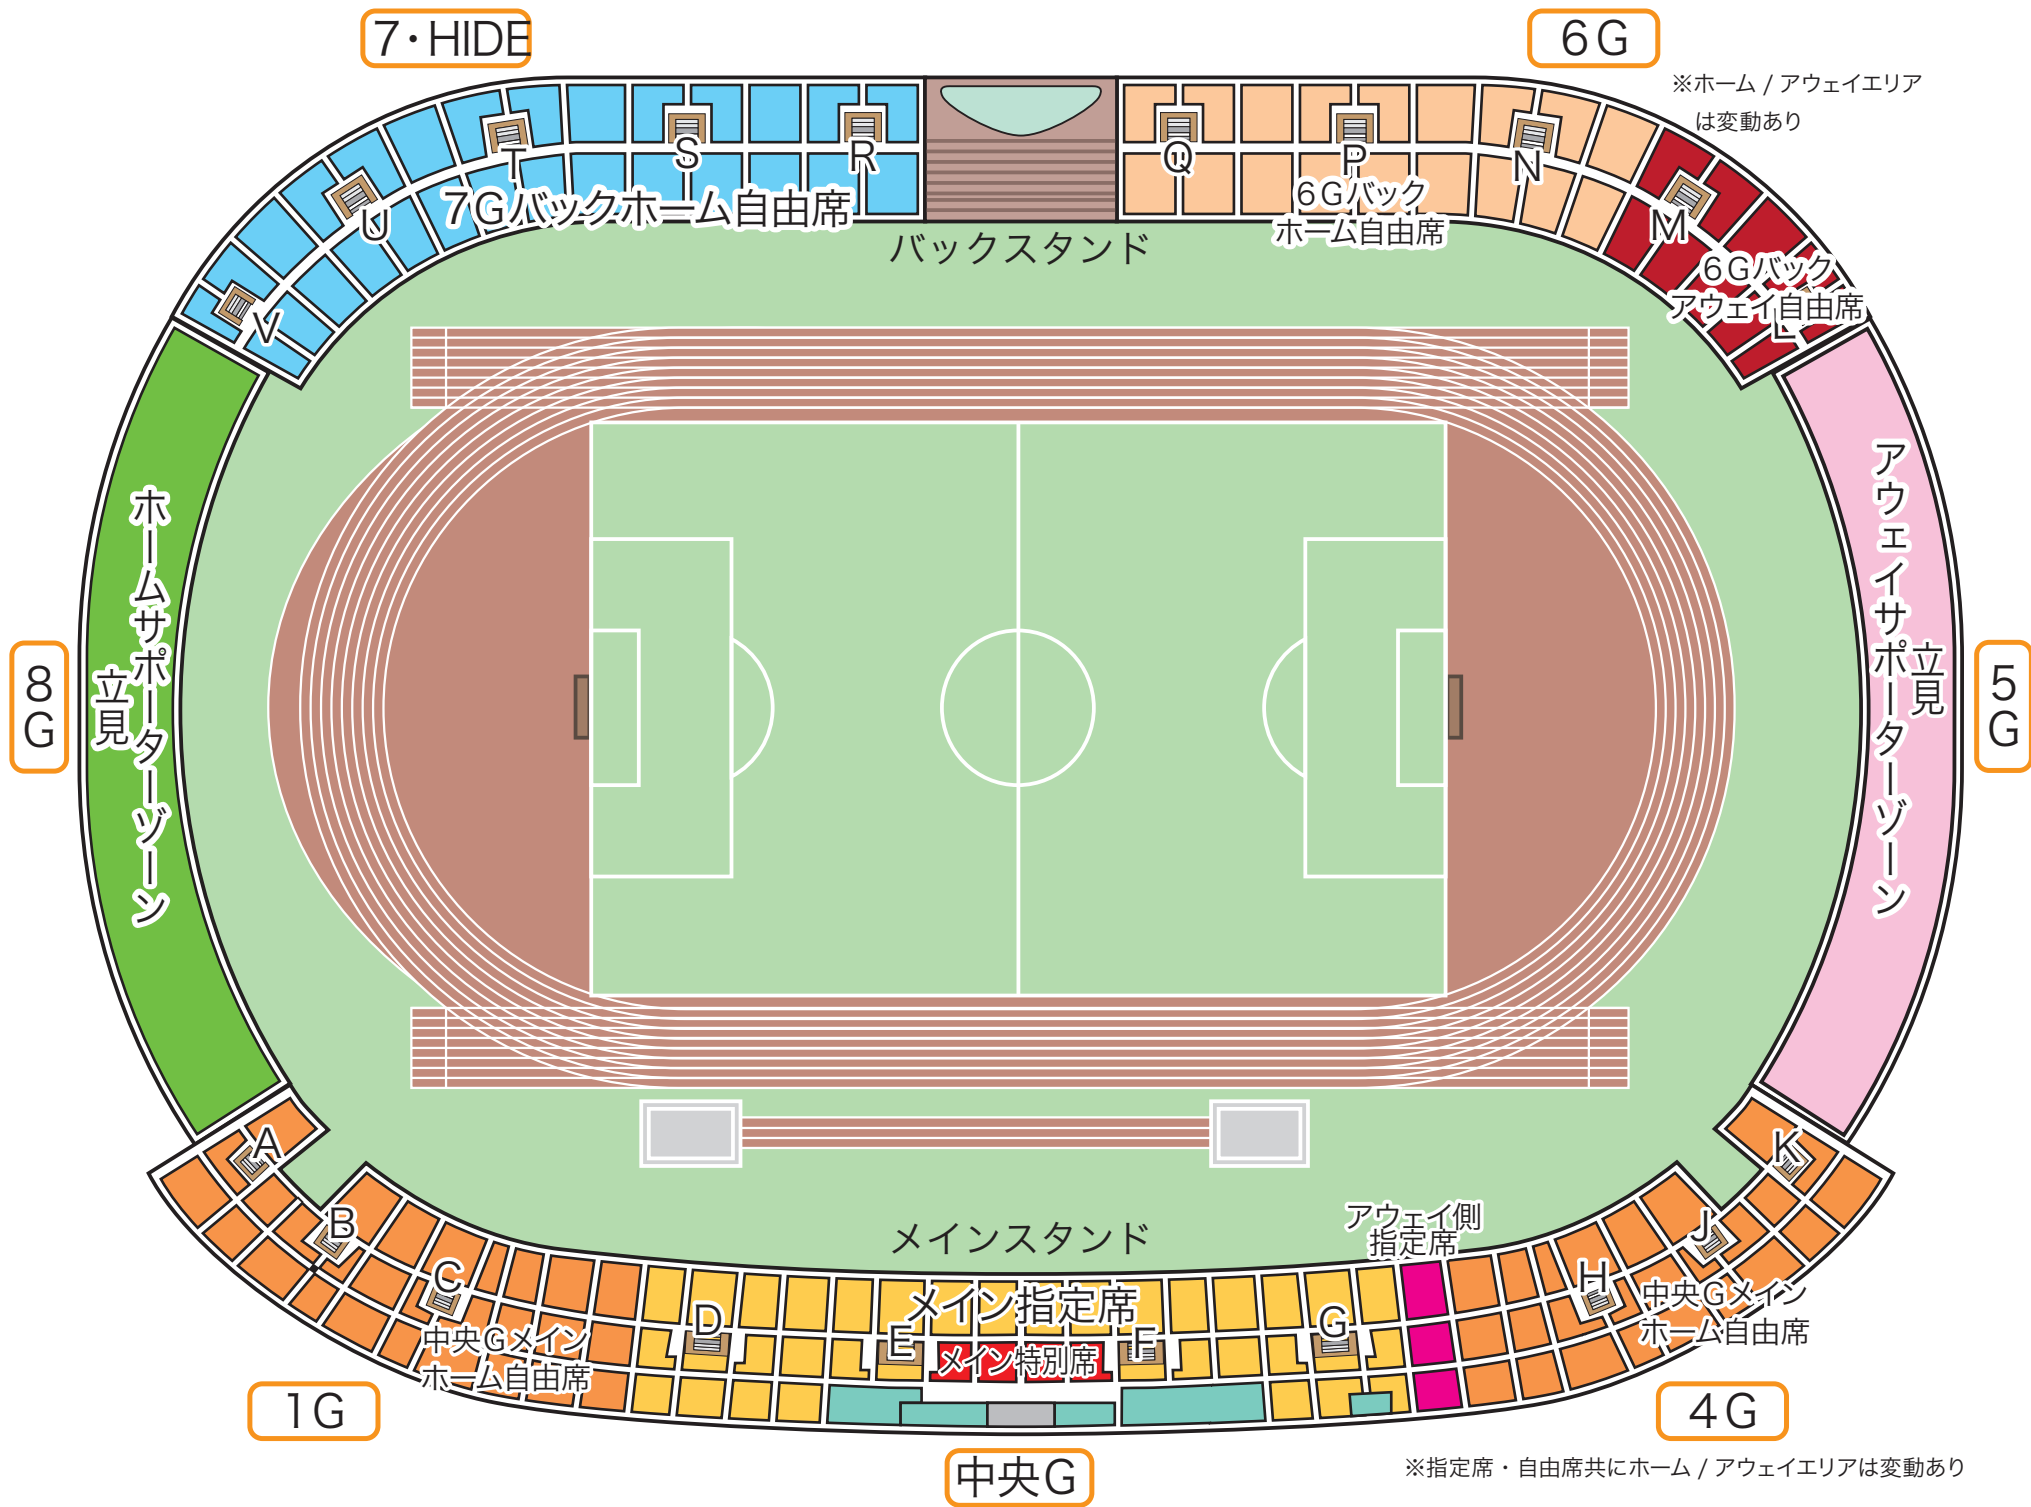 7・HIDE
6G
※ホーム / アウェイエリア
は変動あり
T
S
R
Q
P
N
U
M
V
L
7Gバックホーム自由席
6Gバック
ホーム自由席
6Gバック
アウェイ自由席
バックスタンド
ホームサポーターゾーン
立見
8G
アウェイサポーターゾーン
立見
5G
メインスタンド
アウェイ側
指定席
A
B
C
D
E
F
G
H
J
K
メイン指定席
メイン特別席
中央Gメイン
ホーム自由席
中央Gメイン
ホーム自由席
1G
4G
中央G
※指定席・自由席共にホーム / アウェイエリアは変動あり